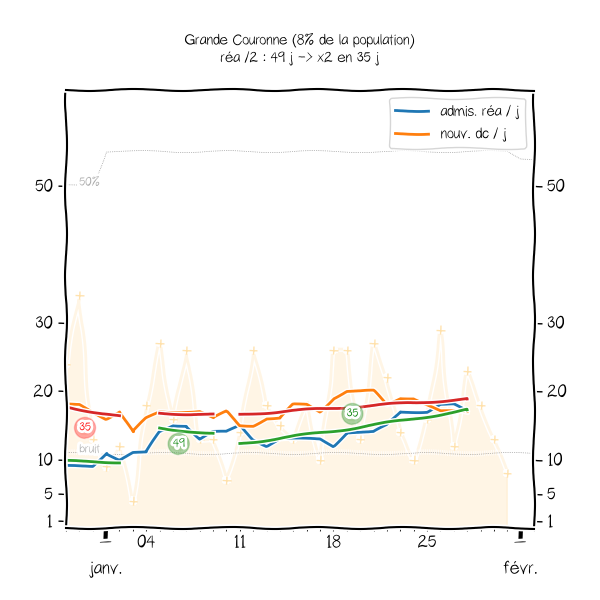 Grande Couronne (8% de la population)
réa /2 : 49 j -> x2 en 35 j
admis. réa / j
nouv. dc / j
50%
50 50
30 30
20 20
35
35
49
bruit
10 10
5 5
1 1
04 11 18 25
janv. févr.